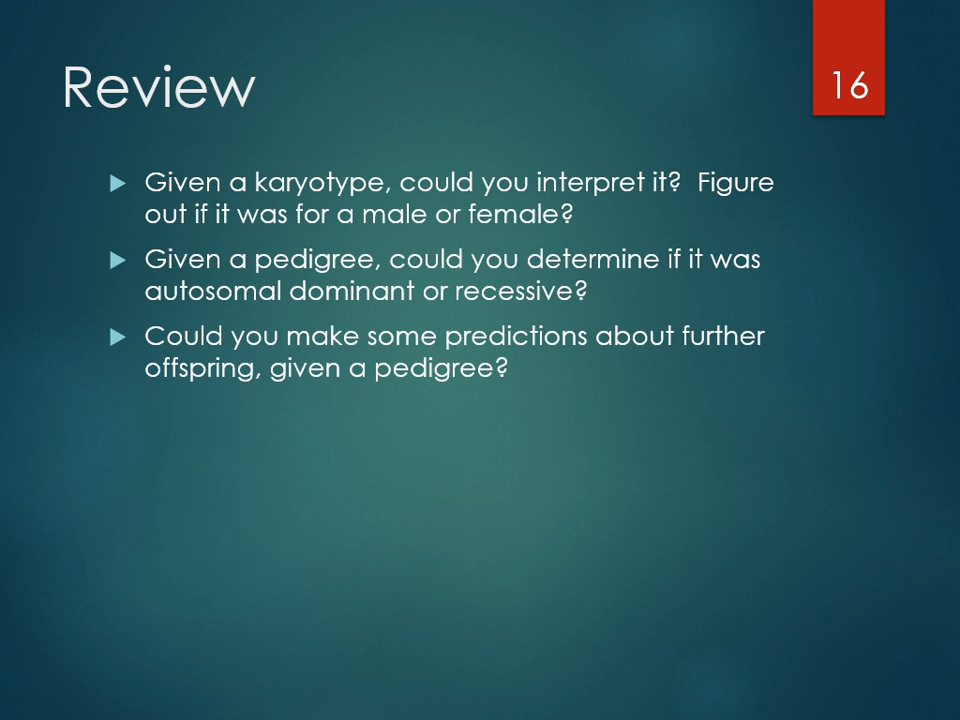 Review
16
Given a karyotype, could you interpret it?  Figure
out if it was for a male or female?
Given a pedigree, could you determine if it was
autosomal dominant or recessive?
Could you make some predictions about further
offspring, given a pedigree?